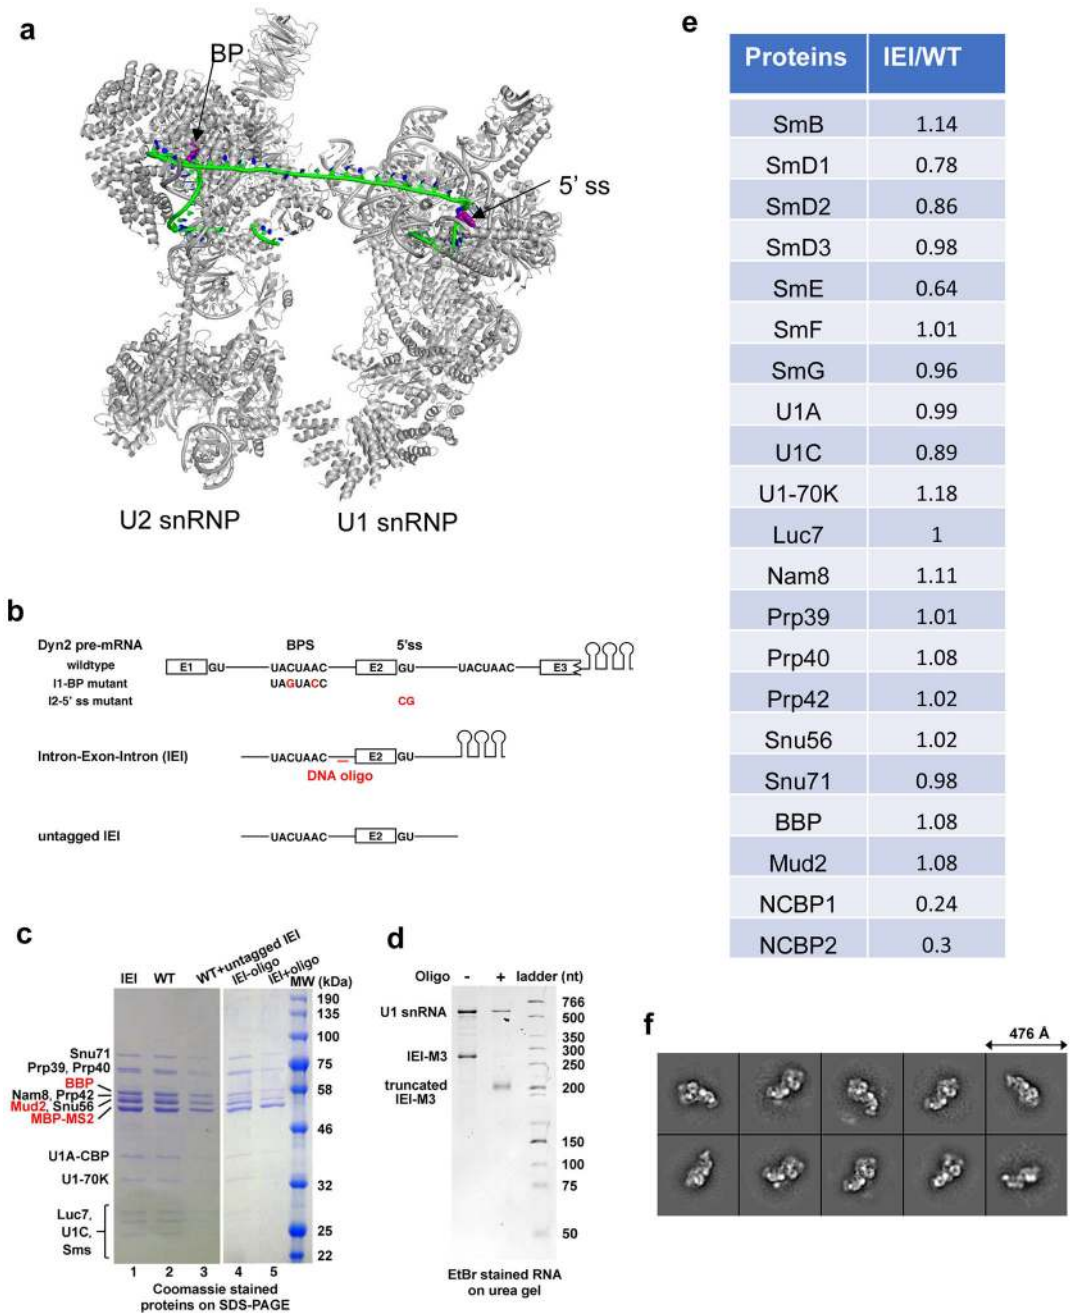 a
BP
5' ss
U2 snRNP
U1 snRNP
b
Dyn2 pre-mRNA
BPS
5'ss
wildtype
E1
GU
UACUAAC
E2
GU
UACUAAC
E3
I1-BP mutant
UAGUACC
I2-5' ss mutant
CG
Intron-Exon-Intron (IEI)
UACUAAC
E2
GU
DNA oligo
untagged IEI
UACUAAC
E2
GU
c
IEI
WT
WT+untagged IEI
IEI-oligo
IEI+oligo
MW (kDa)
190
135
100
75
58
46
32
25
22
Snu71
Prp39, Prp40
BBP
Nam8, Prp42
Mud2, Snu56
MBP-MS2
U1A-CBP
U1-70K
Luc7,
U1C,
Sms
1 2 3 4 5
Coomassie stained
proteins on SDS-PAGE
d
Oligo - + ladder (nt)
U1 snRNA
IEI-M3
truncated
IEI-M3
766
500
350
300
250
200
150
100
75
50
EtBr stained RNA
on urea gel
e
Proteins IEI/WT
SmB 1.14
SmD1 0.78
SmD2 0.86
SmD3 0.98
SmE 0.64
SmF 1.01
SmG 0.96
U1A 0.99
U1C 0.89
U1-70K 1.18
Luc7 1
Nam8 1.11
Prp39 1.01
Prp40 1.08
Prp42 1.02
Snu56 1.02
Snu71 0.98
BBP 1.08
Mud2 1.08
NCBP1 0.24
NCBP2 0.3
f
476 Å